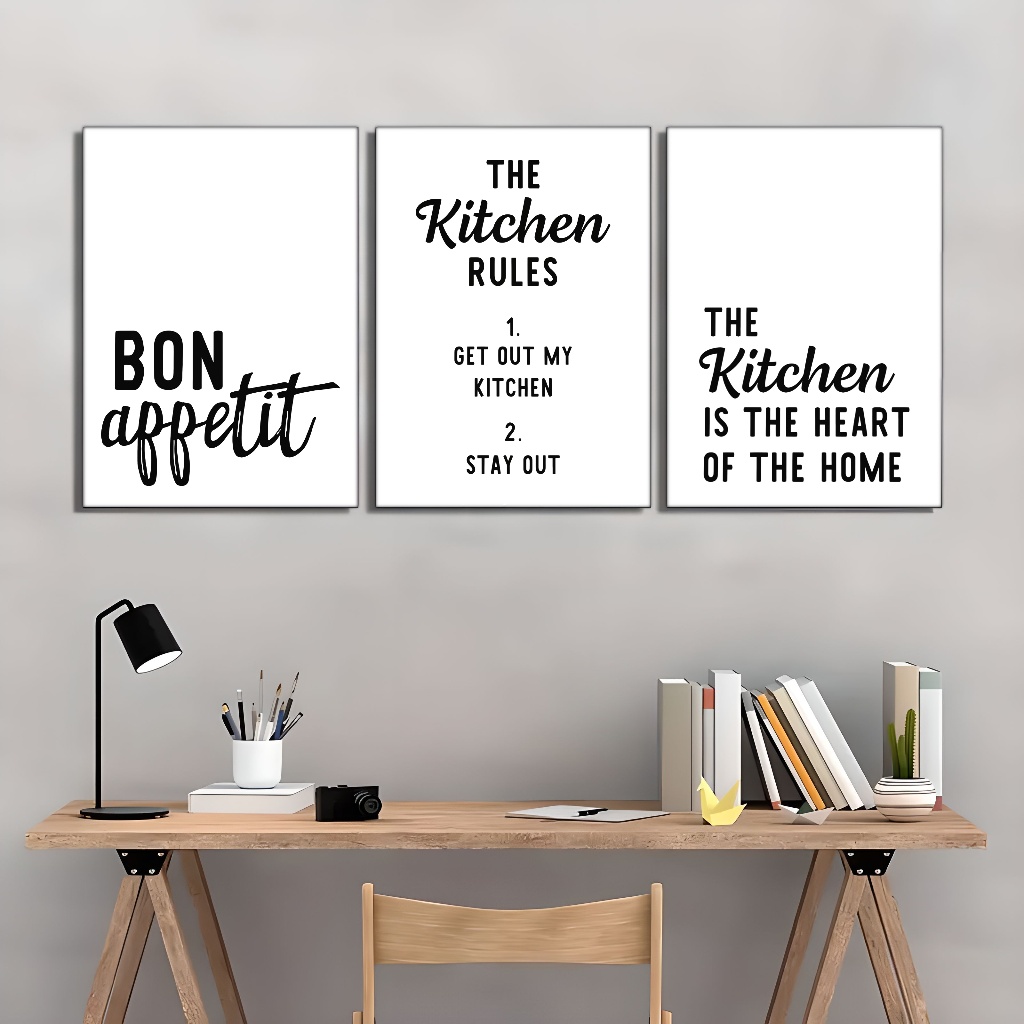 BON
appetit
THE
Kitchen
RULES
1.
GET OUT MY
KITCHEN
2.
STAY OUT
THE
Kitchen
IS THE HEART
OF THE HOME